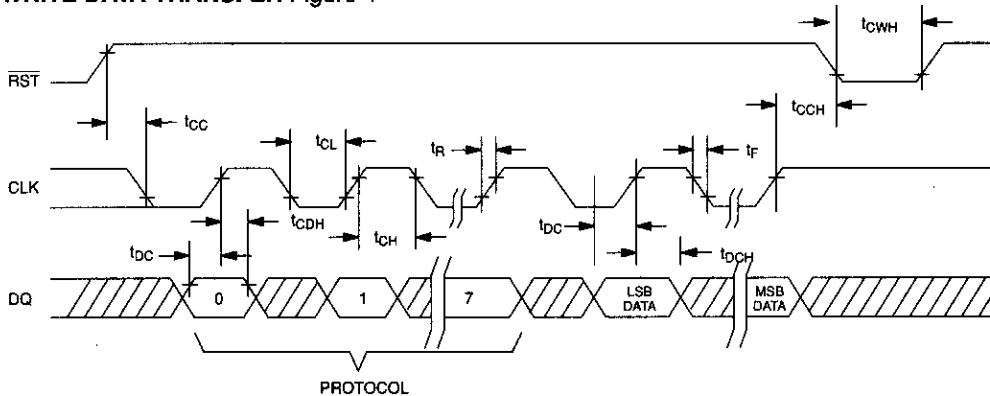 WRITE DATA TRANSFER Figure 4
tCWH
RST
tCCH
tCC
tCL
tR
tF
CLK
tCDH
tCH
tDC
tDC
tDCH
DQ
0
1
7
LSB DATA
MSB DATA
PROTOCOL